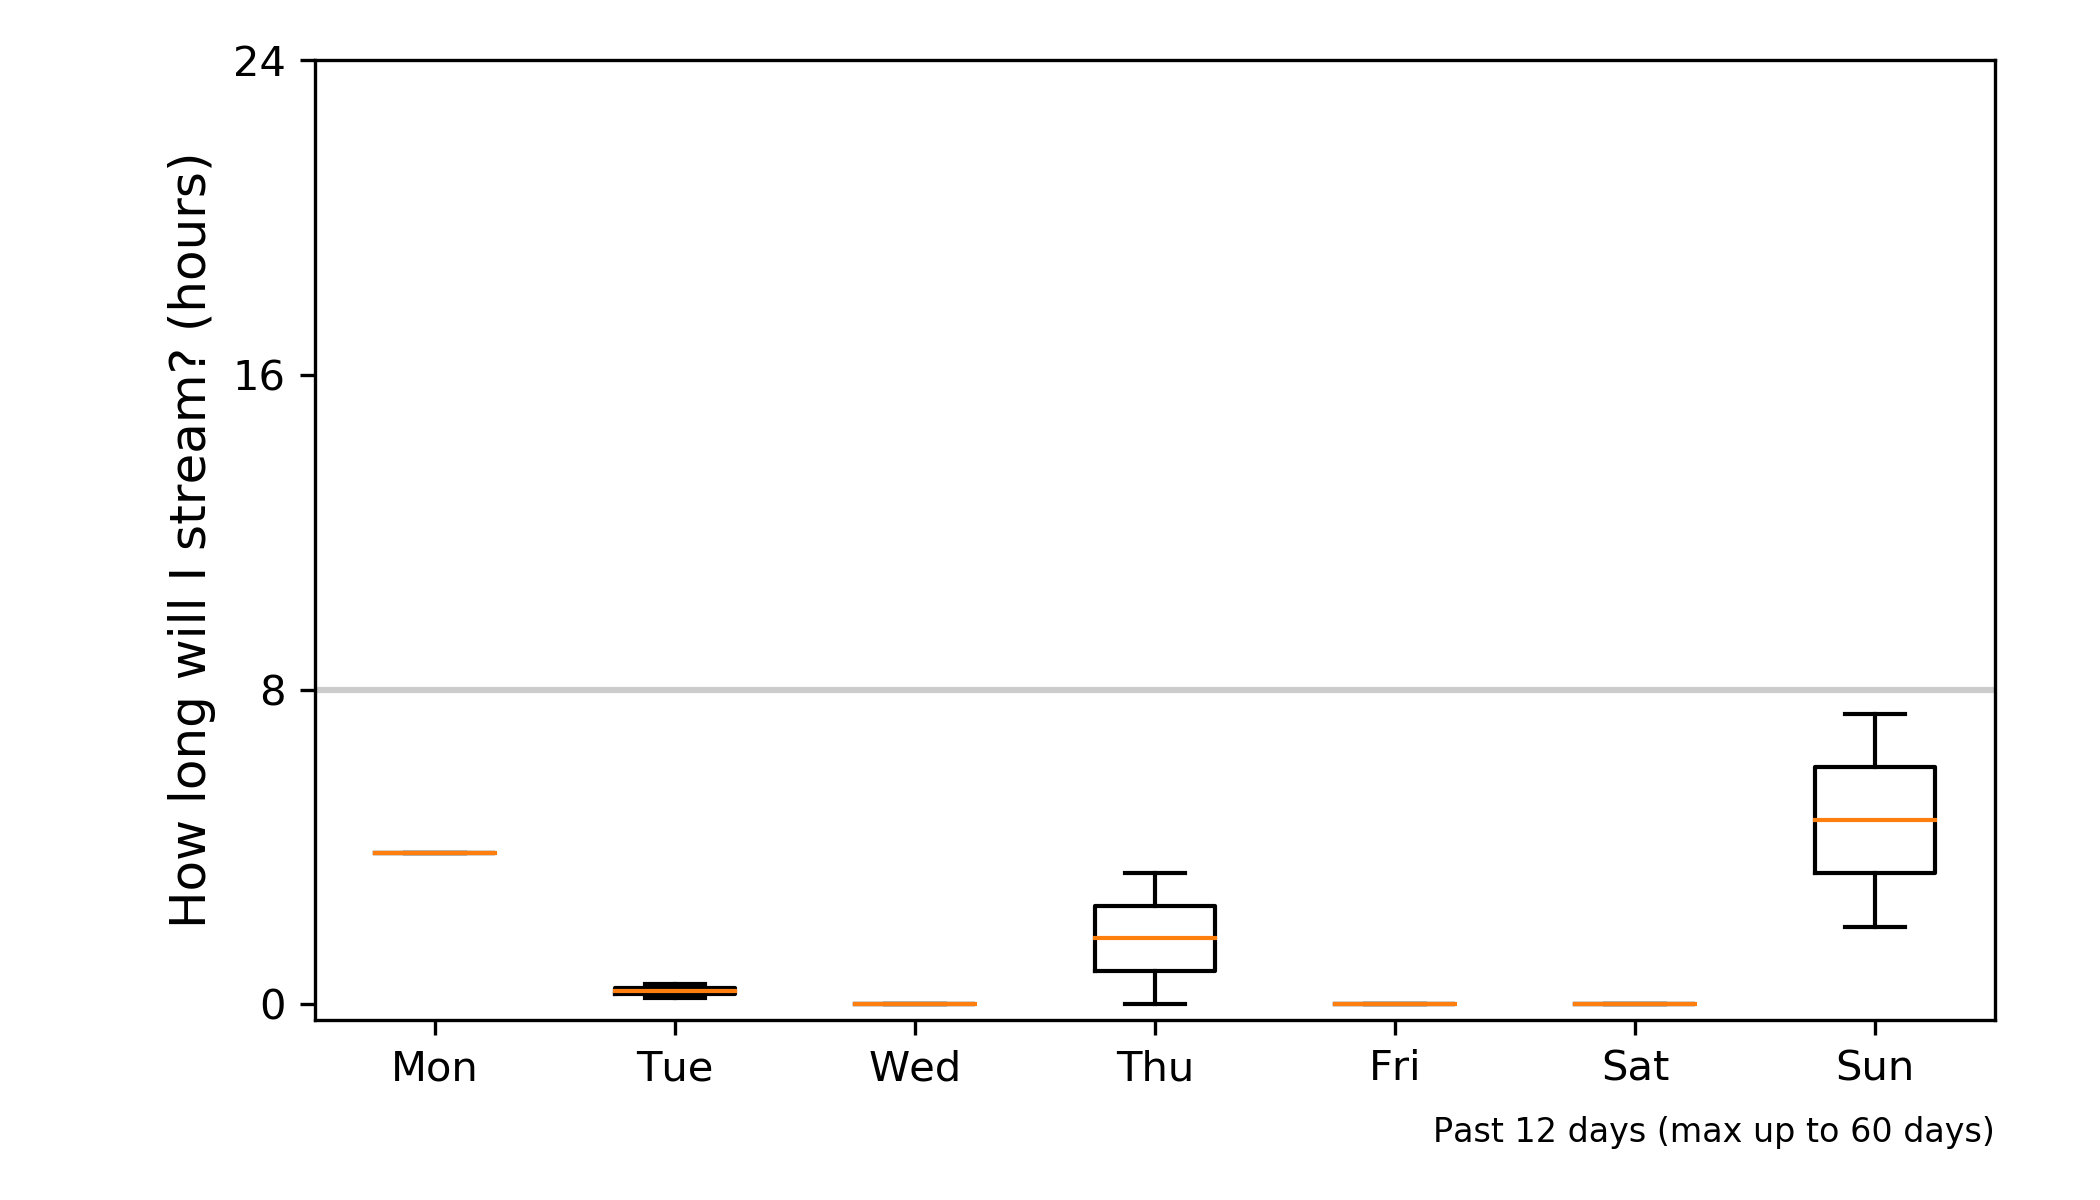 How long will I stream? (hours)
24
16
8
0
Mon Tue Wed Thu Fri Sat Sun
Past 12 days (max up to 60 days)